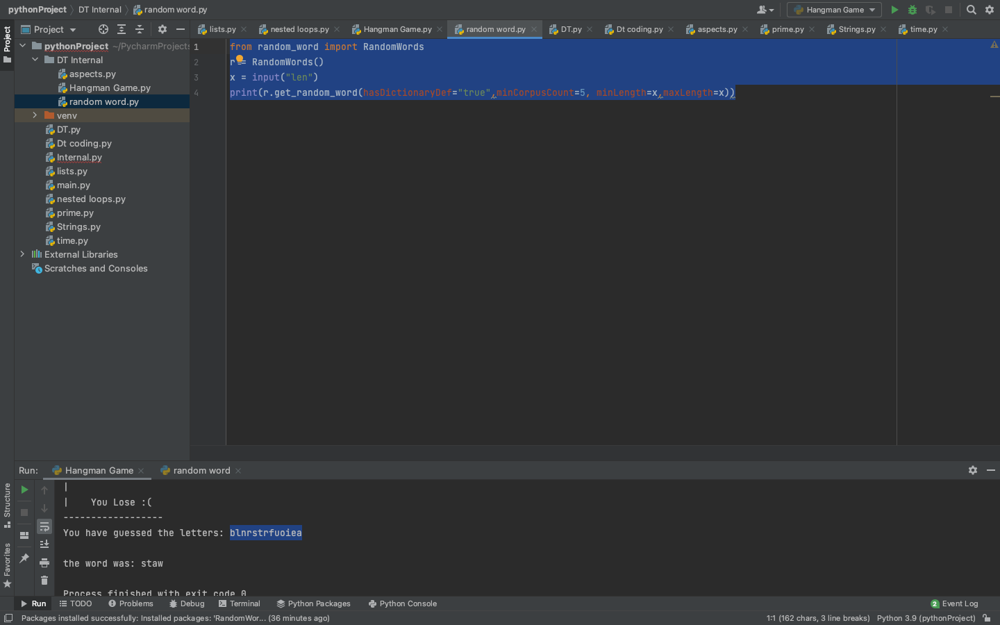 pythonProject DT Internal random word.py Hangman Game
Project Project lists.py nested loops.py Hangman Game.py random word.py DT.py Dt coding.py aspects.py prime.py Strings.py time.py
pythonProject ~/PycharmProjects
DT Internal
aspects.py
Hangman Game.py
random word.py
venv
DT.py
Dt coding.py
Internal.py
lists.py
main.py
nested loops.py
prime.py
Strings.py
time.py
External Libraries
Scratches and Consoles
1 from random_word import RandomWords
2 r = RandomWords()
3 x = input("len")
4 print(r.get_random_word(hasDictionaryDef="true",minCorpusCount=5, minLength=x,maxLength=x))
Run: Hangman Game random word
|
| You Lose :(
------------------
You have guessed the letters: blnrstrfuoiea
the word was: staw
Process finished with exit code 0
Structure
Favorites
Run TODO Problems Debug Terminal Python Packages Python Console 2 Event Log
Packages installed successfully: Installed packages: 'RandomWor... (36 minutes ago) 1:1 (162 chars, 3 line breaks) Python 3.9 (pythonProject)